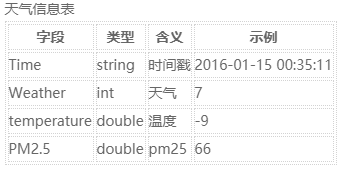 天气信息表
字段 类型 含义 示例
Time string 时间戳 2016-01-15 00:35:11
Weather int 天气 7
temperature double 温度 -9
PM2.5 double pm25 66